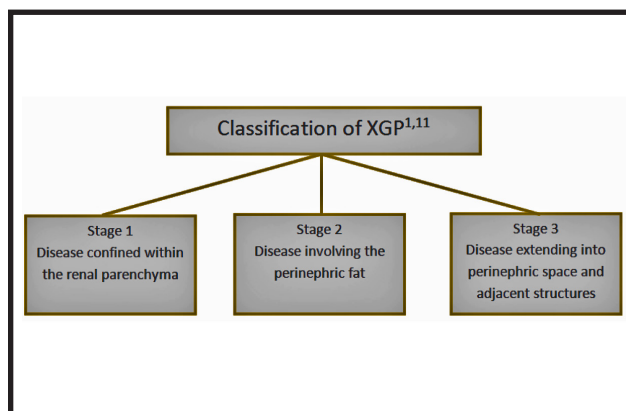 Classification of XGP1,11
Stage 1
Disease confined within
the renal parenchyma
Stage 2
Disease involving the
perinephric fat
Stage 3
Disease extending into
perinephric space and
adjacent structures